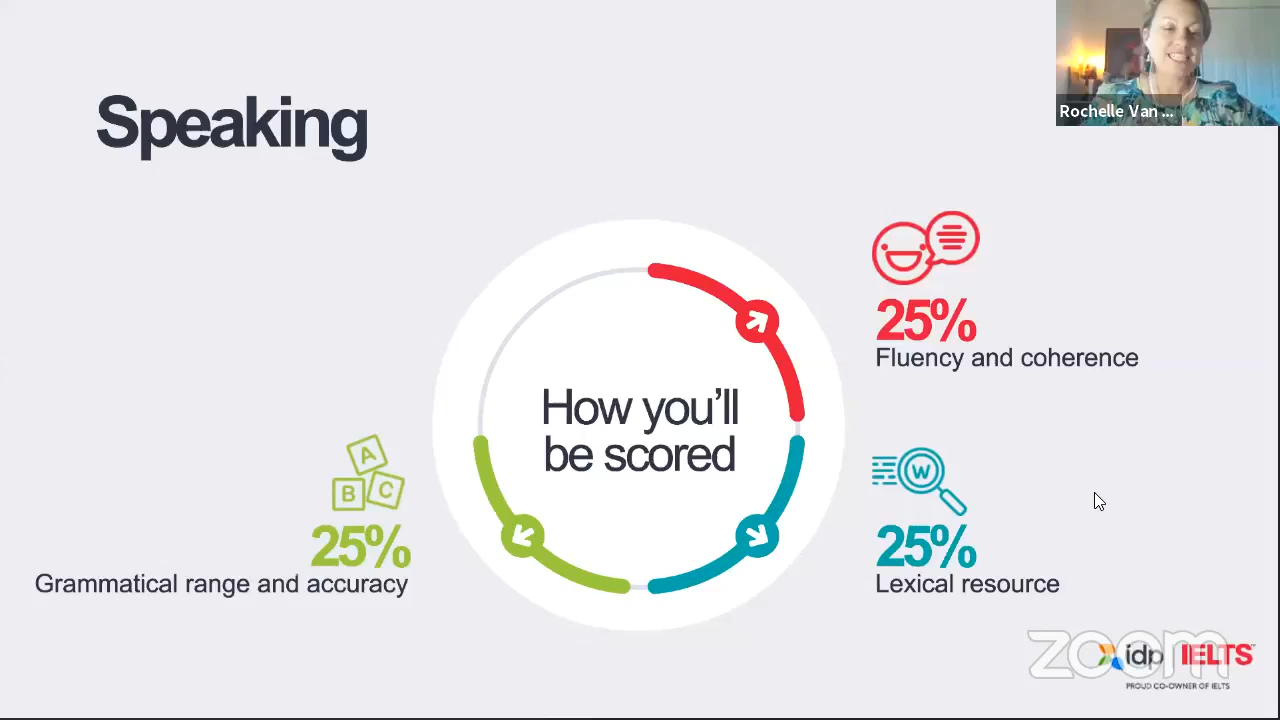 Rochelle Van ...
Speaking
25%
Fluency and coherence
How you'll
be scored
A
B C
25%
Grammatical range and accuracy
W
25%
Lexical resource
zoom
idp IELTS™
PROUD CO-OWNER OF IELTS